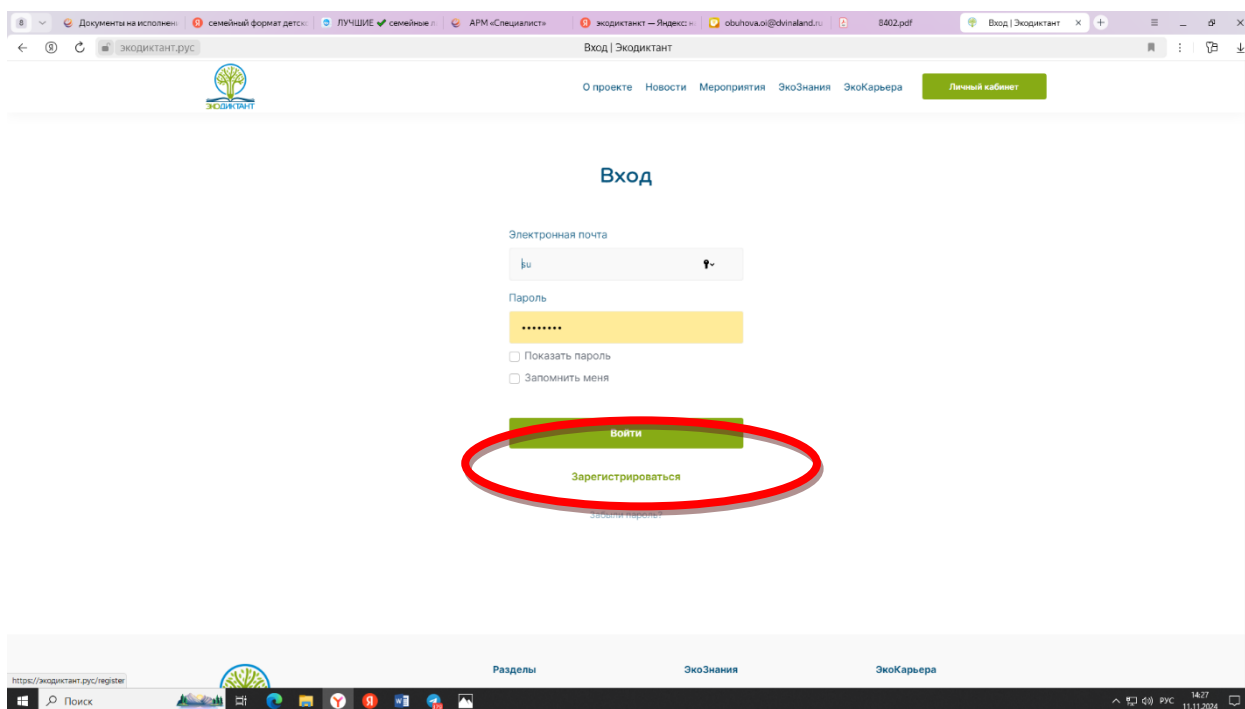 8 Документы на исполнени семейный формат детск ЛУЧШИЕ ✔ семейные л АРМ «Специалист» экодиктанкт — Яндекс: н obuhova.oi@dvinaland.ru 8402.pdf Вход | Экодиктант
экодиктант.рус Вход | Экодиктант
ЭКОДИКТАНТ
О проекте Новости Мероприятия ЭкоЗнания ЭкоКарьера Личный кабинет
Вход
Электронная почта
su
Пароль
••••••••
Показать пароль
Запомнить меня
Войти
Зарегистрироваться
Забыли пароль?
Разделы ЭкоЗнания ЭкоКарьера
https://экодиктант.рус/register
Поиск РУС 14:27
11.11.2024